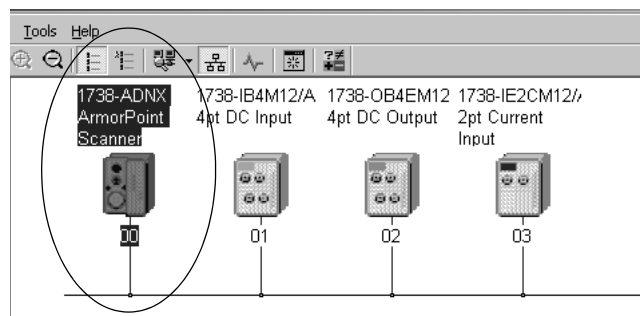 Tools Help
1738-ADNX
ArmorPoint
Scanner
1738-IB4M12/A
4pt DC Input
1738-OB4EM12
4pt DC Output
1738-IE2CM12/
2pt Current
Input
00
01
02
03